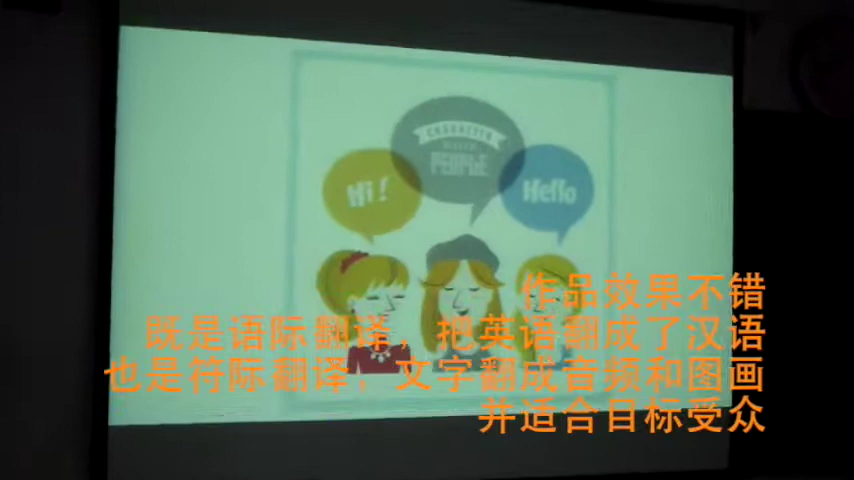 CHARACTER
PEOPLE
Hi!
Hello
作品效果不错
既是语际翻译，把英语翻成了汉语
也是符际翻译，文字翻成音频和图画
并适合目标受众